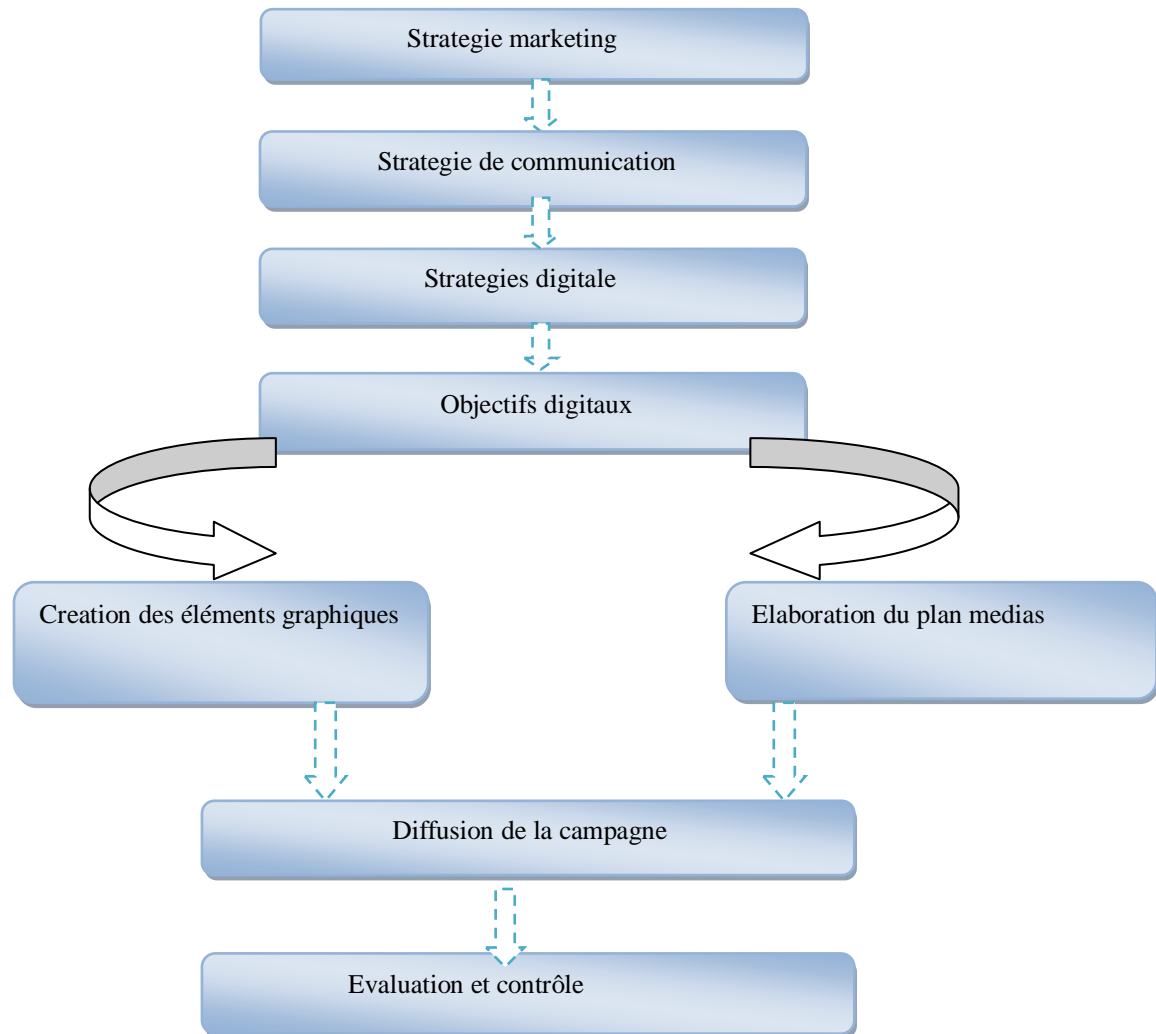 Strategie marketing
Strategie de communication
Strategies digitale
Objectifs digitaux
Creation des éléments graphiques
Elaboration du plan medias
Diffusion de la campagne
Evaluation et contrôle